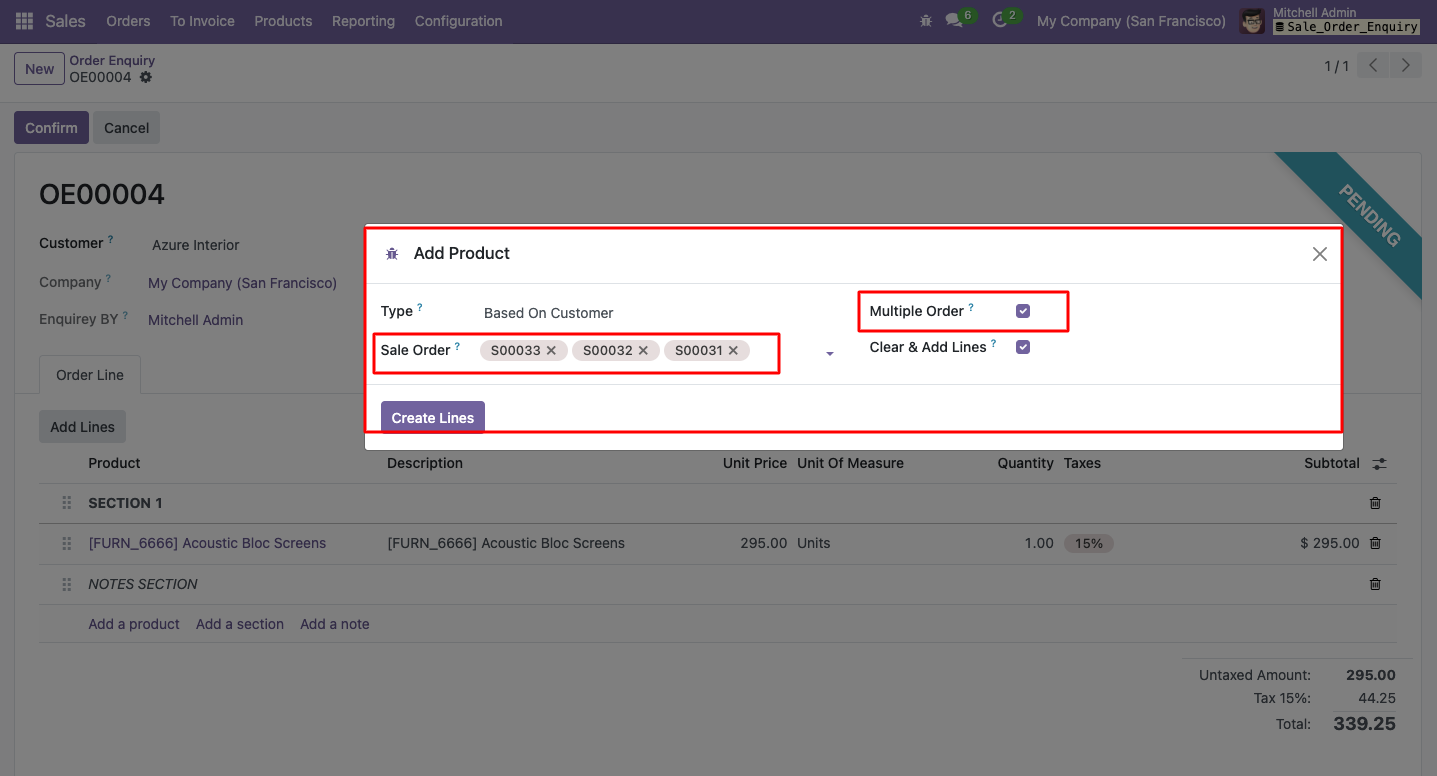 Sales Orders To Invoice Products Reporting Configuration 6 2 My Company (San Francisco) Mitchell Admin
Sale_Order_Enquiry
New Order Enquiry 1 / 1
OE00004
Confirm Cancel
OE00004
PENDING
Customer ? Azure Interior
Company ? My Company (San Francisco)
Enquirey BY ? Mitchell Admin
Add Product
Type ? Based On Customer Multiple Order ?
Sale Order ? S00033 S00032 S00031 Clear & Add Lines ?
Create Lines
Order Line
Add Lines
Product Description Unit Price Unit Of Measure Quantity Taxes Subtotal
SECTION 1
[FURN_6666] Acoustic Bloc Screens [FURN_6666] Acoustic Bloc Screens 295.00 Units 1.00 15% $ 295.00
NOTES SECTION
Add a product Add a section Add a note
Untaxed Amount: 295.00
Tax 15%: 44.25
Total: 339.25